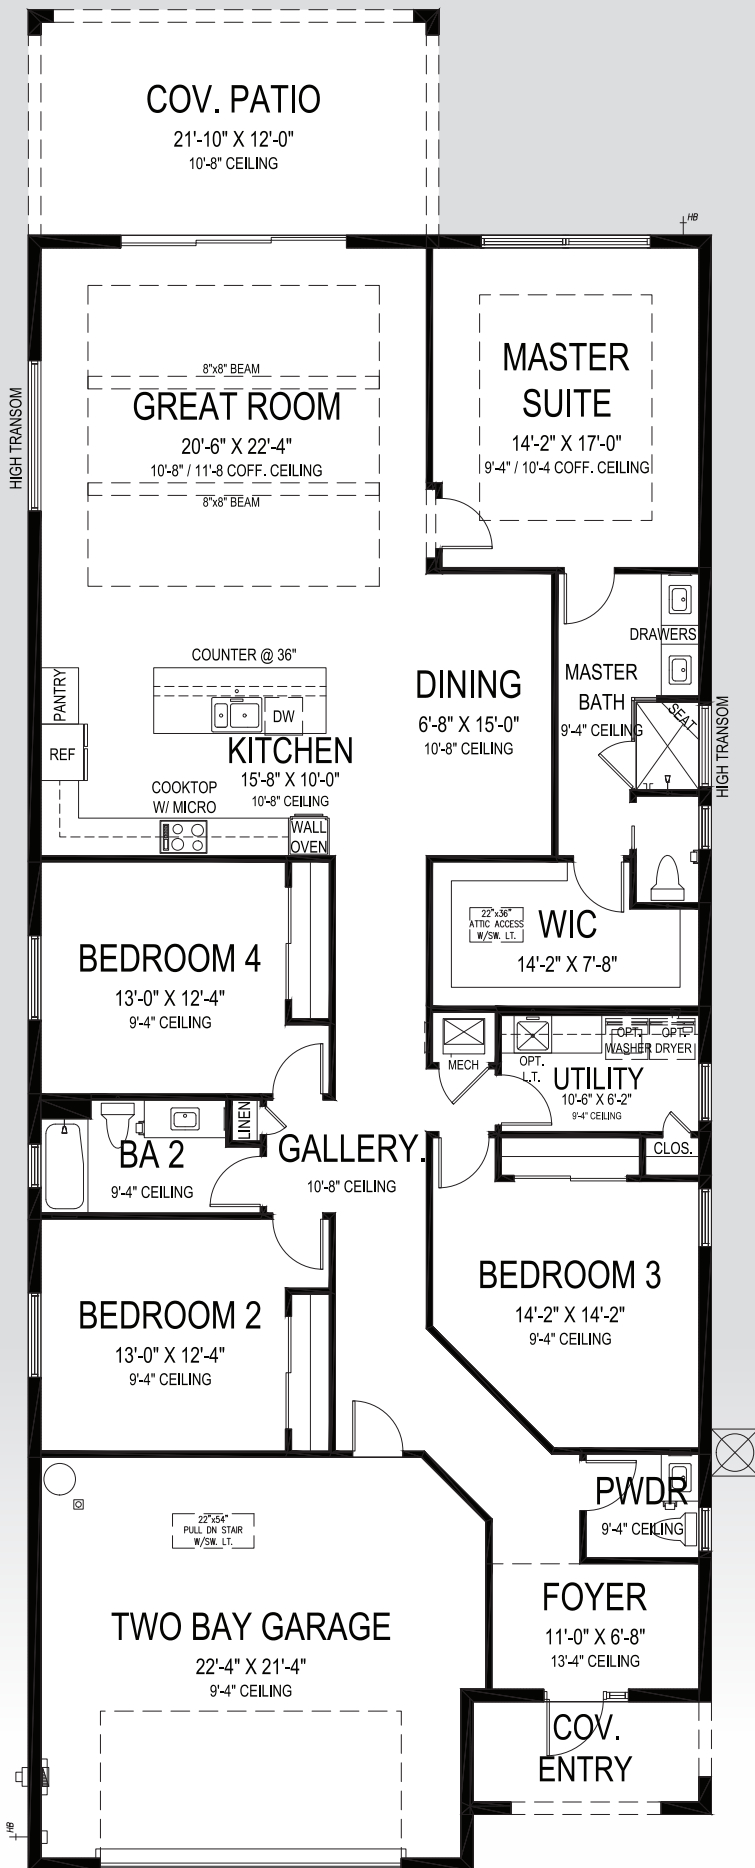 COV. PATIO
21'-10" X 12'-0"
10'-8" CEILING
HB
HIGH TRANSOM
8"x8" BEAM
GREAT ROOM
20'-6" X 22'-4"
10'-8" / 11'-8 COFF. CEILING
8"x8" BEAM
MASTER
SUITE
14'-2" X 17'-0"
9'-4" / 10'-4 COFF. CEILING
COUNTER @ 36"
PANTRY
REF
DW
KITCHEN
15'-8" X 10'-0"
10'-8" CEILING
COOKTOP
W/ MICRO
WALL
OVEN
DINING
6'-8" X 15'-0"
10'-8" CEILING
DRAWERS
MASTER
BATH
9'-4" CEILING
SEAT
HIGH TRANSOM
22"x36"
ATTIC ACCESS
W/SW. LT.
WIC
14'-2" X 7'-8"
BEDROOM 4
13'-0" X 12'-4"
9'-4" CEILING
MECH
OPT.
L.T.
OPT.
WASHER
OPT.
DRYER
UTILITY
10'-6" X 6'-2"
9'-4" CEILING
CLOS.
LINEN
BA 2
9'-4" CEILING
GALLERY.
10'-8" CEILING
BEDROOM 3
14'-2" X 14'-2"
9'-4" CEILING
BEDROOM 2
13'-0" X 12'-4"
9'-4" CEILING
PWDR
9'-4" CEILING
22"x54"
PULL DN STAIR
W/SW. LT.
TWO BAY GARAGE
22'-4" X 21'-4"
9'-4" CEILING
FOYER
11'-0" X 6'-8"
13'-4" CEILING
COV.
ENTRY
HB